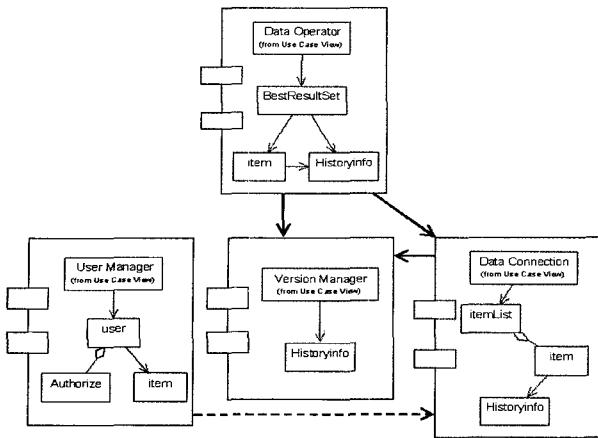 Data Operator
(from Use Case View)
BestResultSet
item
HistoryInfo
User Manager
(from Use Case View)
user
Authorize
item
Version Manager
(from Use Case View)
HistoryInfo
Data Connection
(from Use Case View)
itemList
item
HistoryInfo